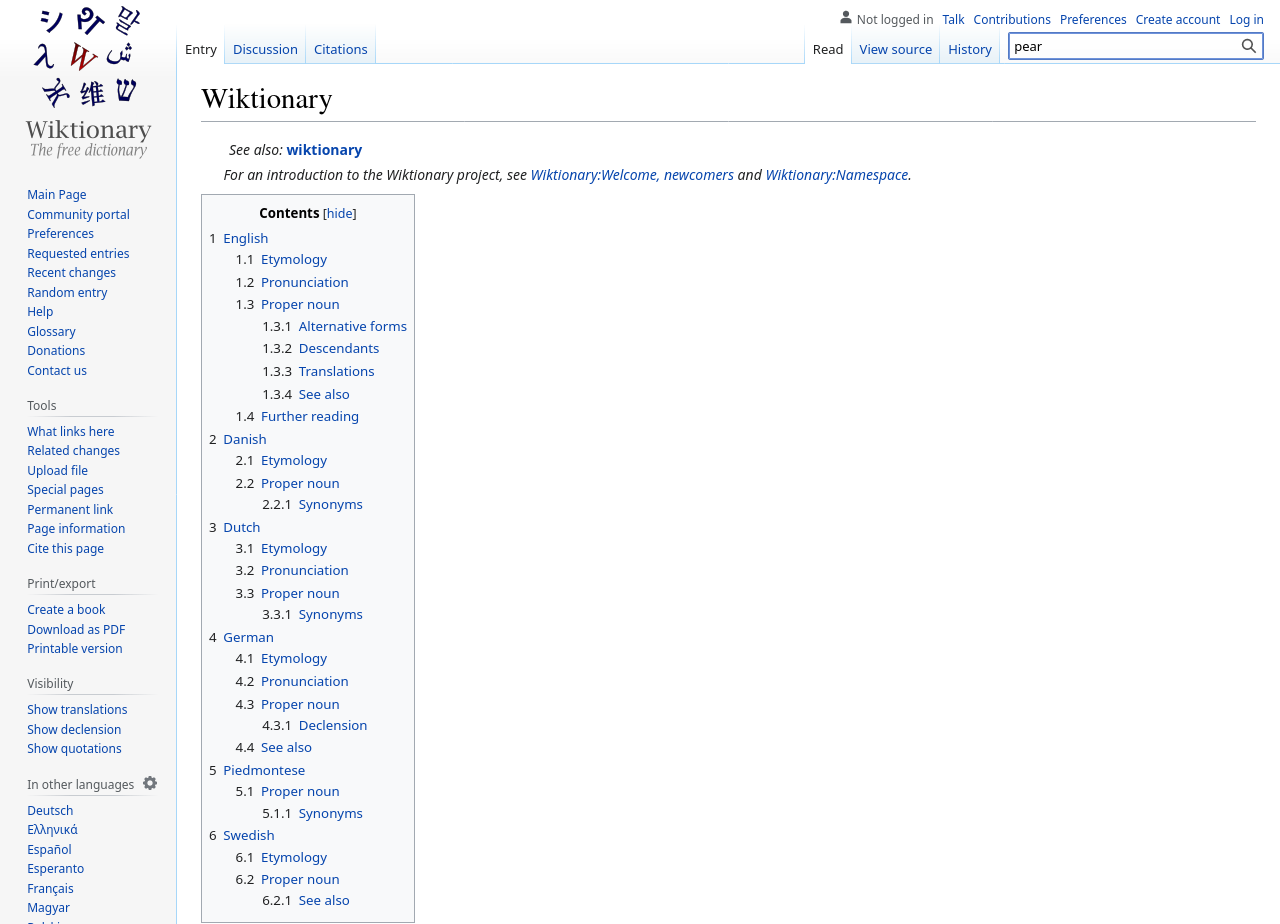 Not logged in Talk Contributions Preferences Create account Log in
Entry Discussion Citations Read View source History pear
Wiktionary
The free dictionary
Wiktionary
See also: wiktionary
For an introduction to the Wiktionary project, see Wiktionary:Welcome, newcomers and Wiktionary:Namespace.
Main Page
Community portal
Preferences
Requested entries
Recent changes
Random entry
Help
Glossary
Donations
Contact us
Tools
What links here
Related changes
Upload file
Special pages
Permanent link
Page information
Cite this page
Print/export
Create a book
Download as PDF
Printable version
Visibility
Show translations
Show declension
Show quotations
In other languages
Deutsch
Ελληνικά
Español
Esperanto
Français
Magyar
Contents [hide]
1 English
1.1 Etymology
1.2 Pronunciation
1.3 Proper noun
1.3.1 Alternative forms
1.3.2 Descendants
1.3.3 Translations
1.3.4 See also
1.4 Further reading
2 Danish
2.1 Etymology
2.2 Proper noun
2.2.1 Synonyms
3 Dutch
3.1 Etymology
3.2 Pronunciation
3.3 Proper noun
3.3.1 Synonyms
4 German
4.1 Etymology
4.2 Pronunciation
4.3 Proper noun
4.3.1 Declension
4.4 See also
5 Piedmontese
5.1 Proper noun
5.1.1 Synonyms
6 Swedish
6.1 Etymology
6.2 Proper noun
6.2.1 See also